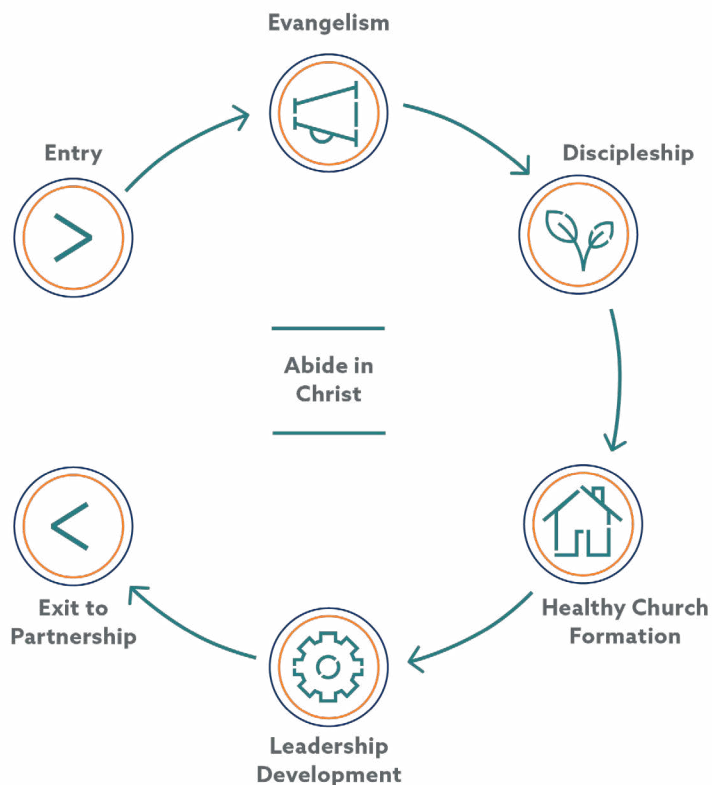 Evangelism
Entry
Discipleship
Abide in
Christ
Exit to
Partnership
Healthy Church
Formation
Leadership
Development